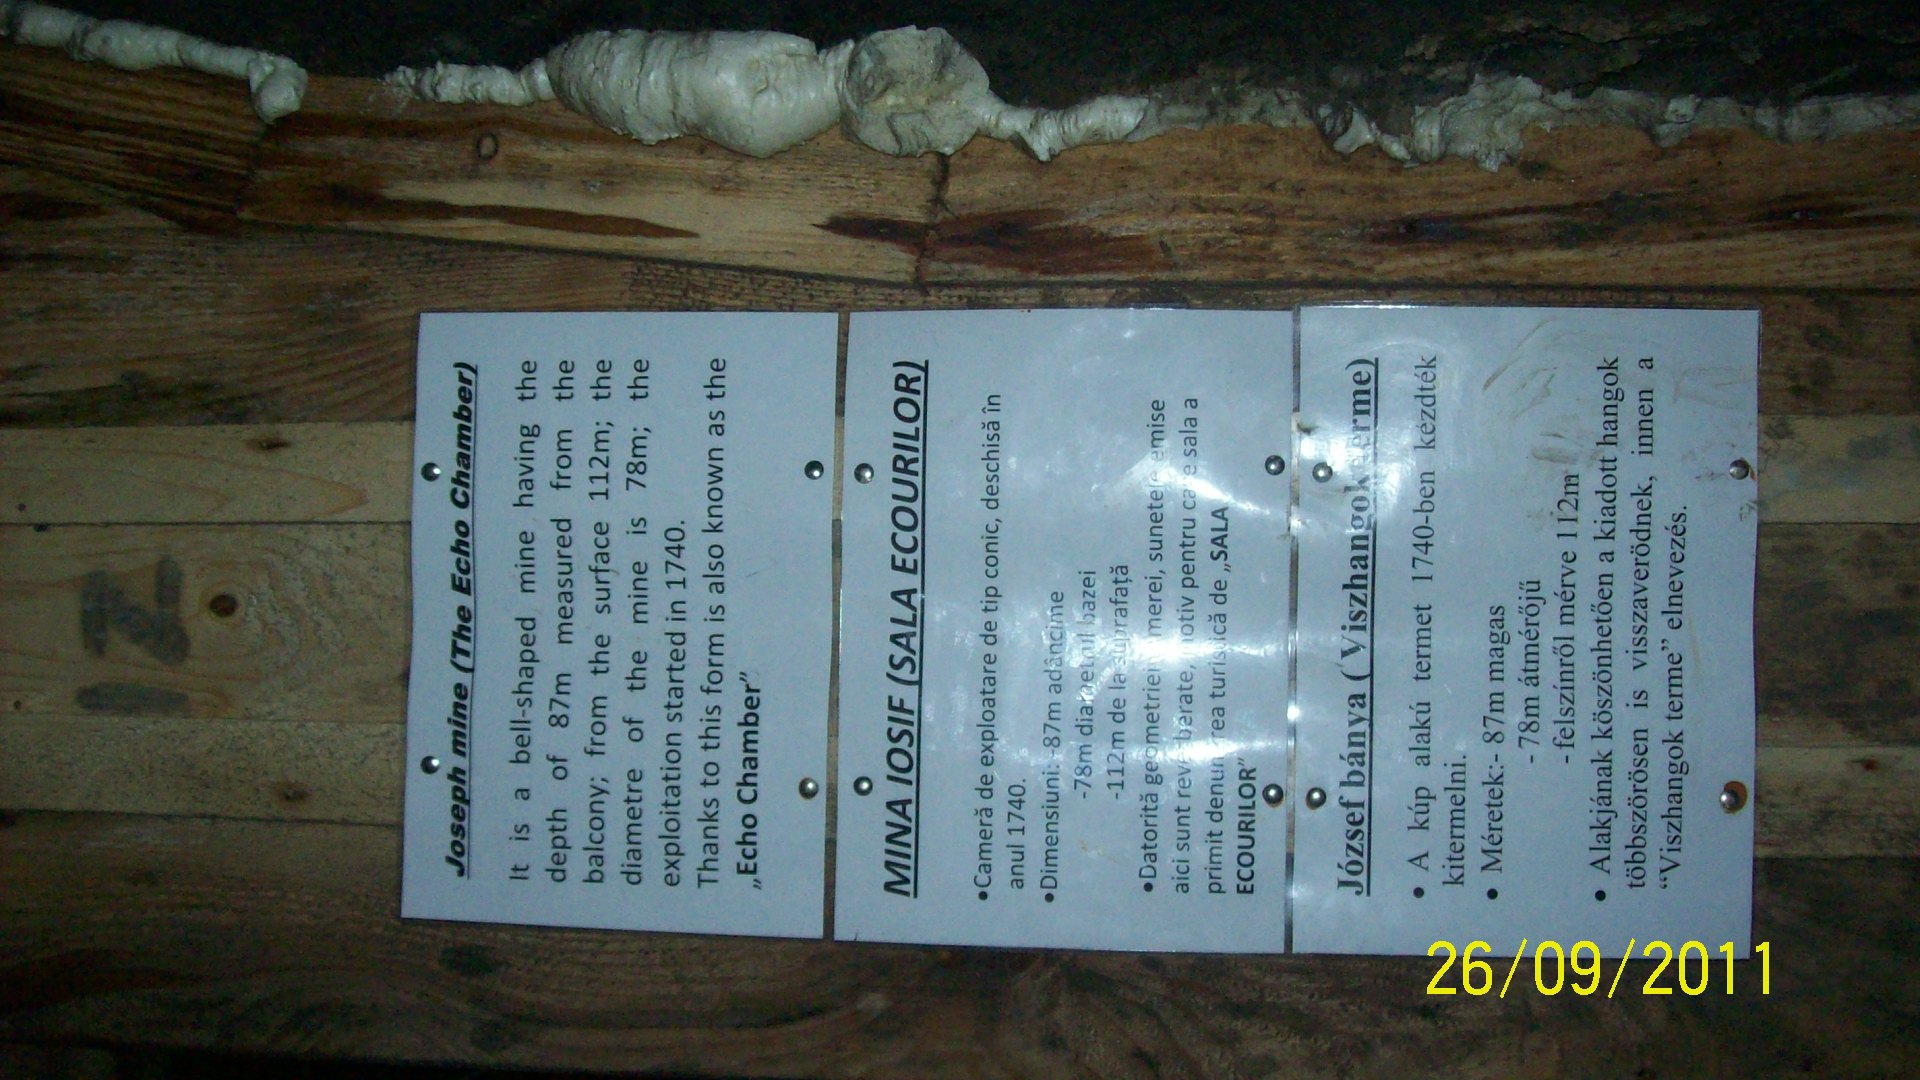 Joseph mine (The Echo Chamber)
It is a bell-shaped mine having the
depth of 87m measured from the
balcony; from the surface 112m; the
diametre of the mine is 78m; the
exploitation started in 1740.
Thanks to this form is also known as the
„Echo Chamber”
MINA IOSIF (SALA ECOURILOR)
•Cameră de exploatare de tip conic, deschisă în
anul 1740.
•Dimensiuni:-87m adâncime
-78m diametrul bazei
-112m de la suprafață
•Datorită geometriei merei, sunetele emise
aici sunt reverberate, motiv pentru care sala a
primit denumirea turistică de „SALA
ECOURILOR”
József bánya ( Viszhangok terme)
• A kúp alakú termet 1740-ben kezdték
kitermelni.
• Méretek:- 87m magas
- 78m átmérőjű
- felszínről mérve 112m
• Alakjának köszönhetően a kiadott hangok
többszörösen is visszaverődnek, innen a
“Viszhangok terme” elnevezés.
26/09/2011
IN